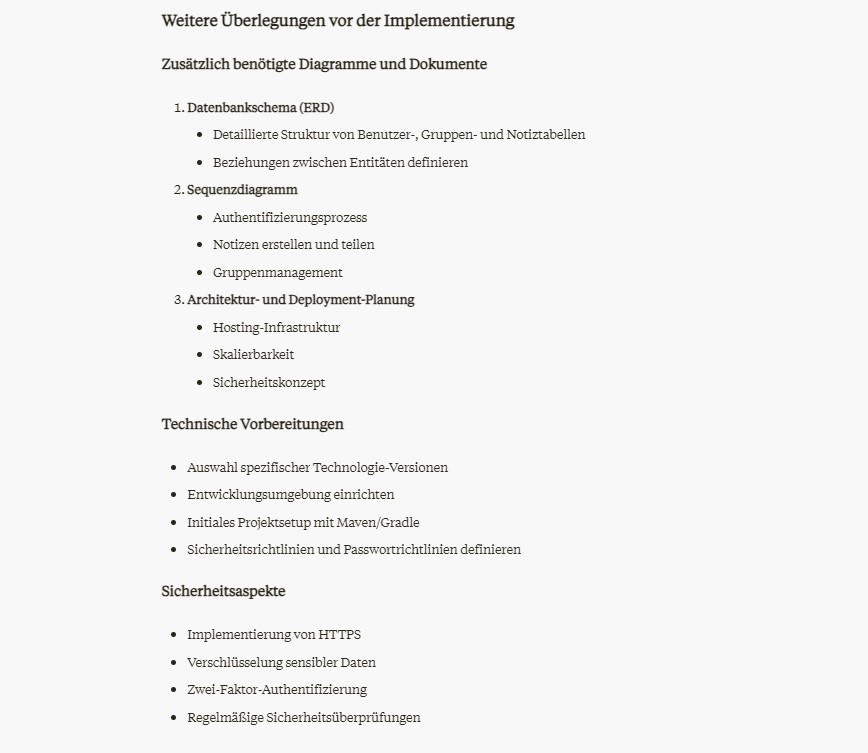 Weitere Überlegungen vor der Implementierung
Zusätzlich benötigte Diagramme und Dokumente
1. Datenbankschema (ERD)
• Detaillierte Struktur von Benutzer-, Gruppen- und Notiztabellen
• Beziehungen zwischen Entitäten definieren
2. Sequenzdiagramm
• Authentifizierungsprozess
• Notizen erstellen und teilen
• Gruppenmanagement
3. Architektur- und Deployment-Planung
• Hosting-Infrastruktur
• Skalierbarkeit
• Sicherheitskonzept
Technische Vorbereitungen
• Auswahl spezifischer Technologie-Versionen
• Entwicklungsumgebung einrichten
• Initiales Projektsetup mit Maven/Gradle
• Sicherheitsrichtlinien und Passwortrichtlinien definieren
Sicherheitsaspekte
• Implementierung von HTTPS
• Verschlüsselung sensibler Daten
• Zwei-Faktor-Authentifizierung
• Regelmäßige Sicherheitsüberprüfungen